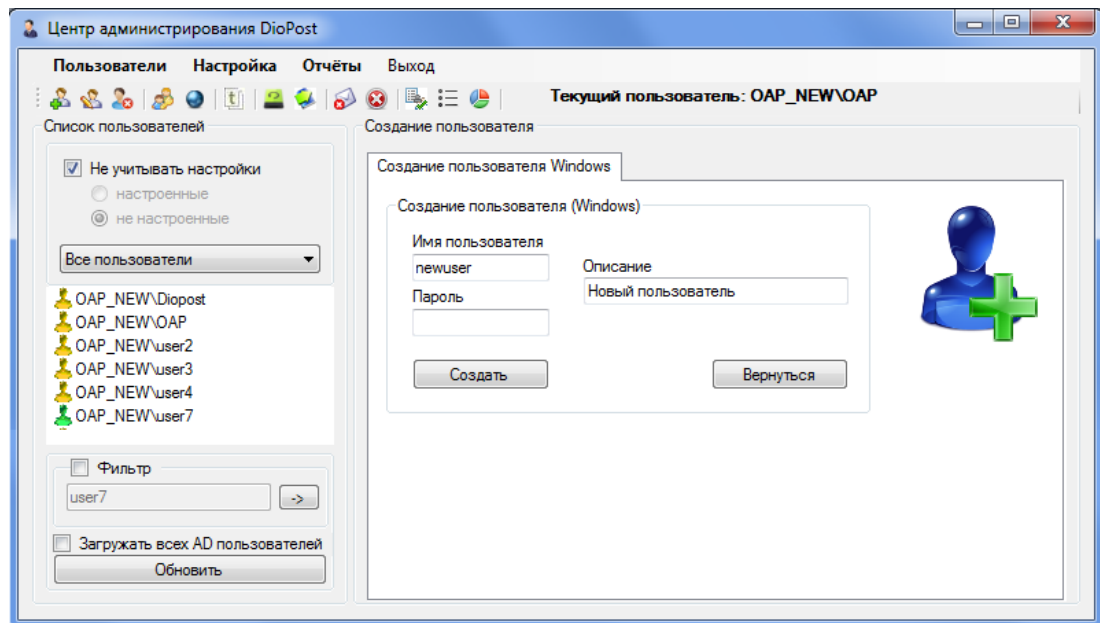 Центр администрирования DioPost
Пользователи Настройка Отчёты Выход
Текущий пользователь: OAP_NEW\OAP
Список пользователей
Не учитывать настройки
настроенные
не настроенные
Все пользователи
OAP_NEW\Diopost
OAP_NEW\OAP
OAP_NEW\user2
OAP_NEW\user3
OAP_NEW\user4
OAP_NEW\user7
Фильтр
user7 ->
Загружать всех AD пользователей
Обновить
Создание пользователя
Создание пользователя Windows
Создание пользователя (Windows)
Имя пользователя
newuser
Описание
Новый пользователь
Пароль
Создать Вернуться